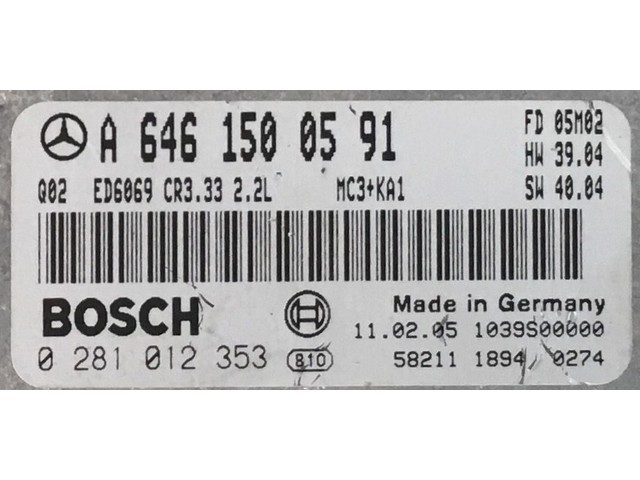 A 646 150 05 91 FD 05M02
HW 39.04
Q02 ED6069 CR3.33 2.2L MC3+KA1 SW 40.04
BOSCH Made in Germany
11.02.05 1039S00000
0 281 012 353 810 58211 1894 0274